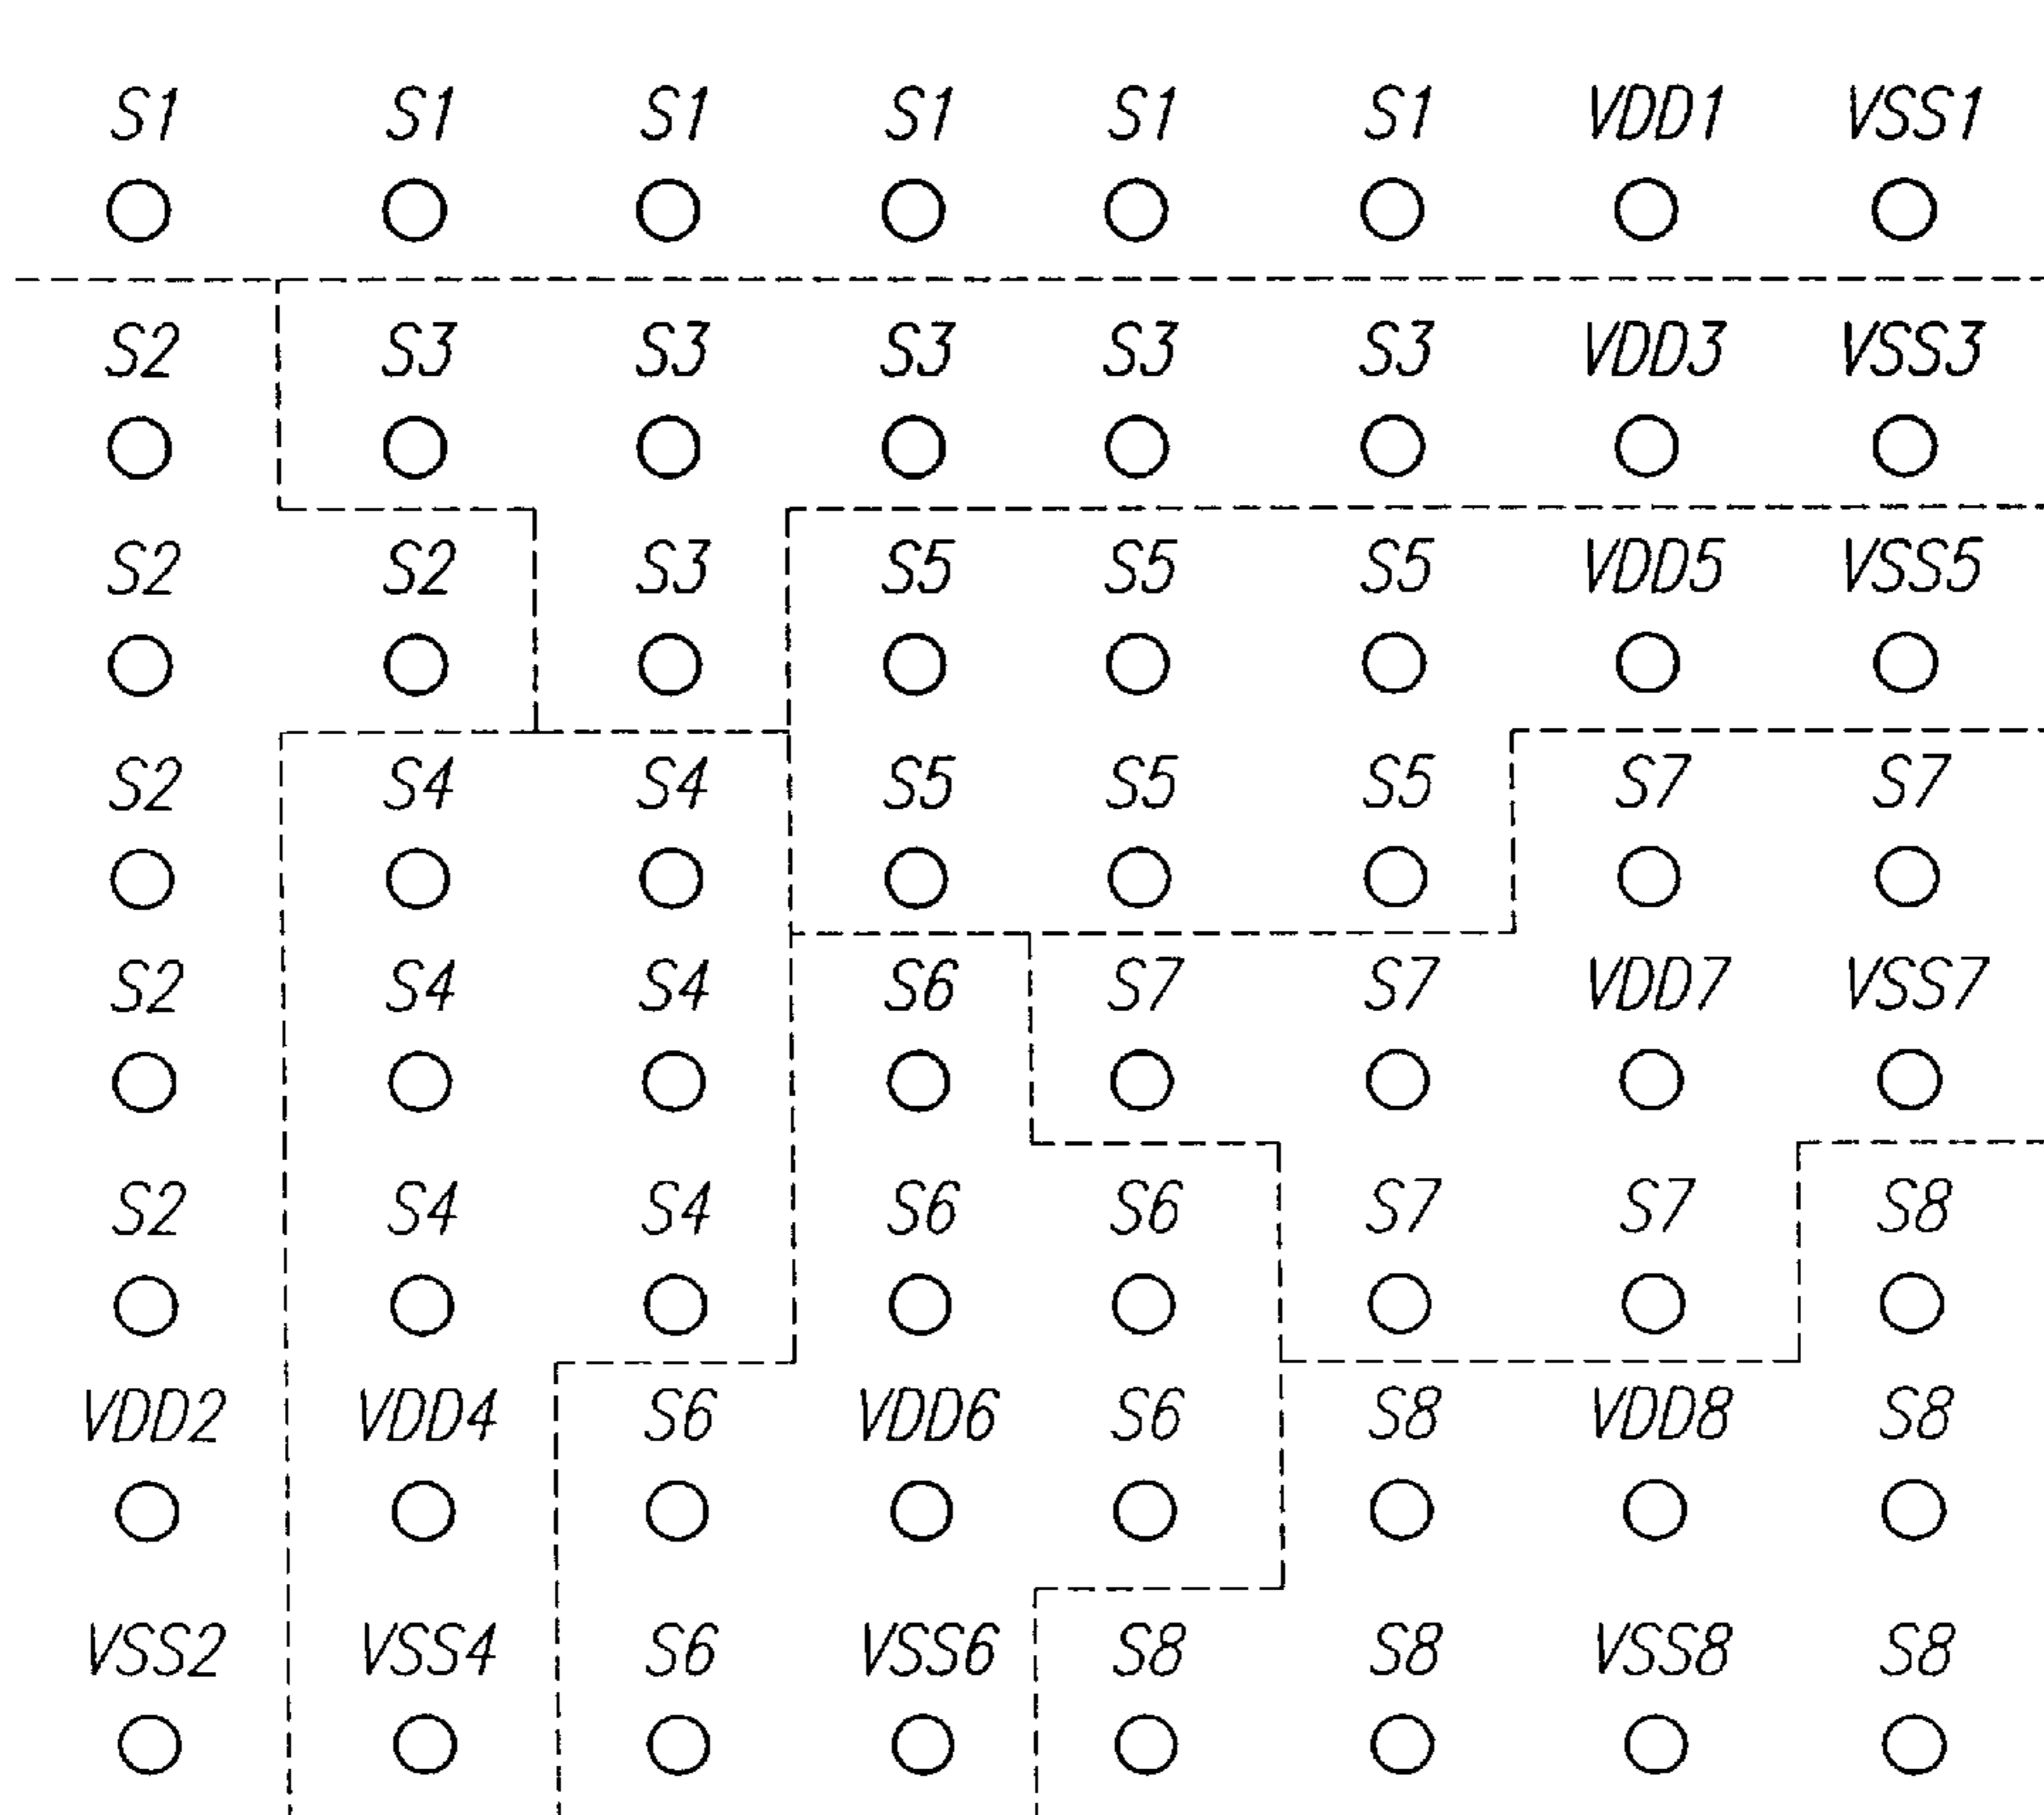 S1 S1 S1 S1 S1 S1 VDD1 VSS1
S2 S3 S3 S3 S3 S3 VDD3 VSS3
S2 S2 S3 S5 S5 S5 VDD5 VSS5
S2 S4 S4 S5 S5 S5 S7 S7
S2 S4 S4 S6 S7 S7 VDD7 VSS7
S2 S4 S4 S6 S6 S7 S7 S8
VDD2 VDD4 S6 VDD6 S6 S8 VDD8 S8
VSS2 VSS4 S6 VSS6 S8 S8 VSS8 S8